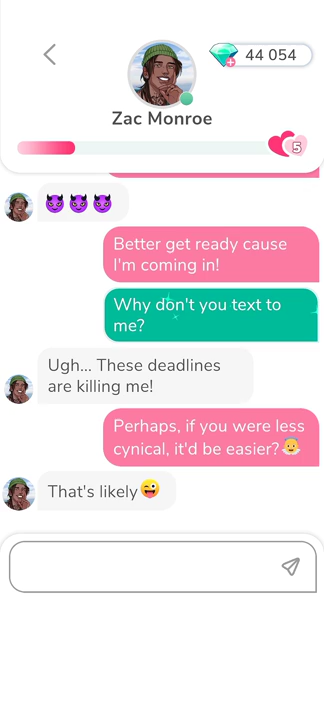 44 054
Zac Monroe
5
😈😈😈
Better get ready cause
I'm coming in!
Why don't you text to
me?
Ugh... These deadlines
are killing me!
Perhaps, if you were less
cynical, it'd be easier?👼
That's likely😜